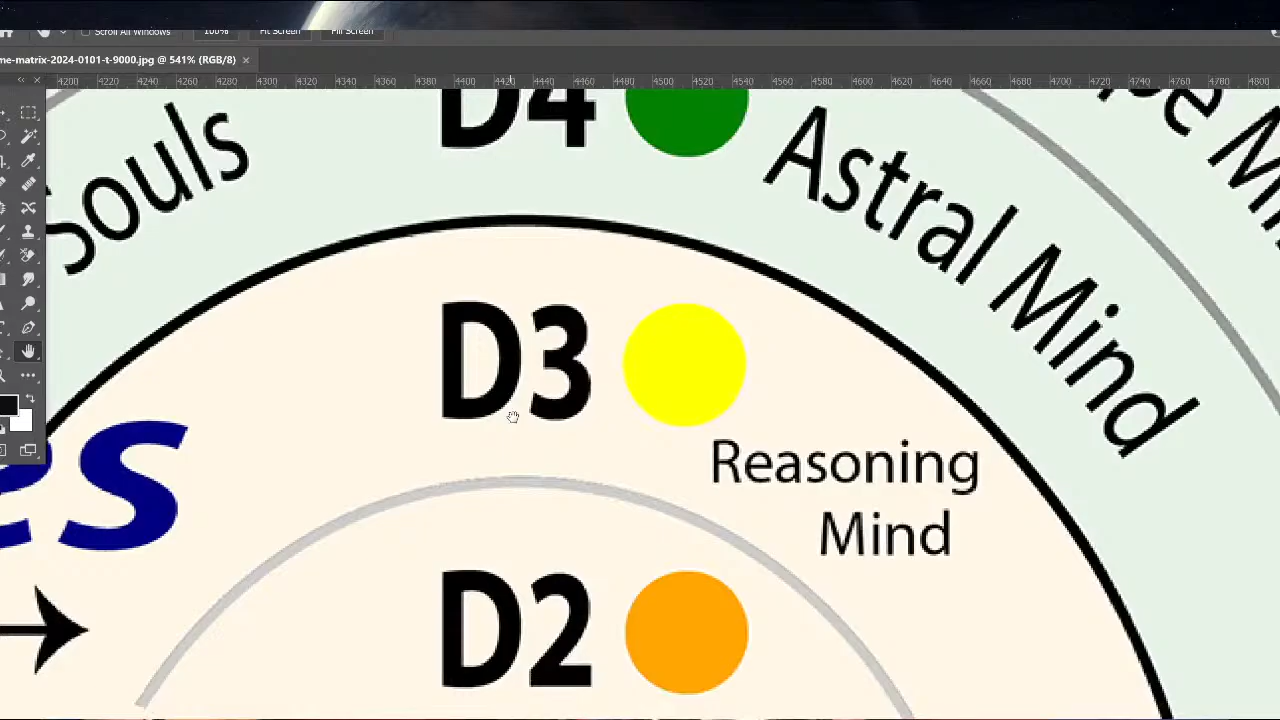 Scroll All Windows 100% Fit Screen Fill Screen
me-matrix-2024-0101-t-9000.jpg @ 541% (RGB/8) ×
4200 4220 4240 4260 4280 4300 4320 4340 4360 4380 4400 4420 4440 4460 4480 4500 4520 4540 4560 4580 4600 4620 4640 4660 4680 4700 4720 4740 4760 4780 4800
Souls
D4
Astral Mind
D3
Reasoning
Mind
es
D2